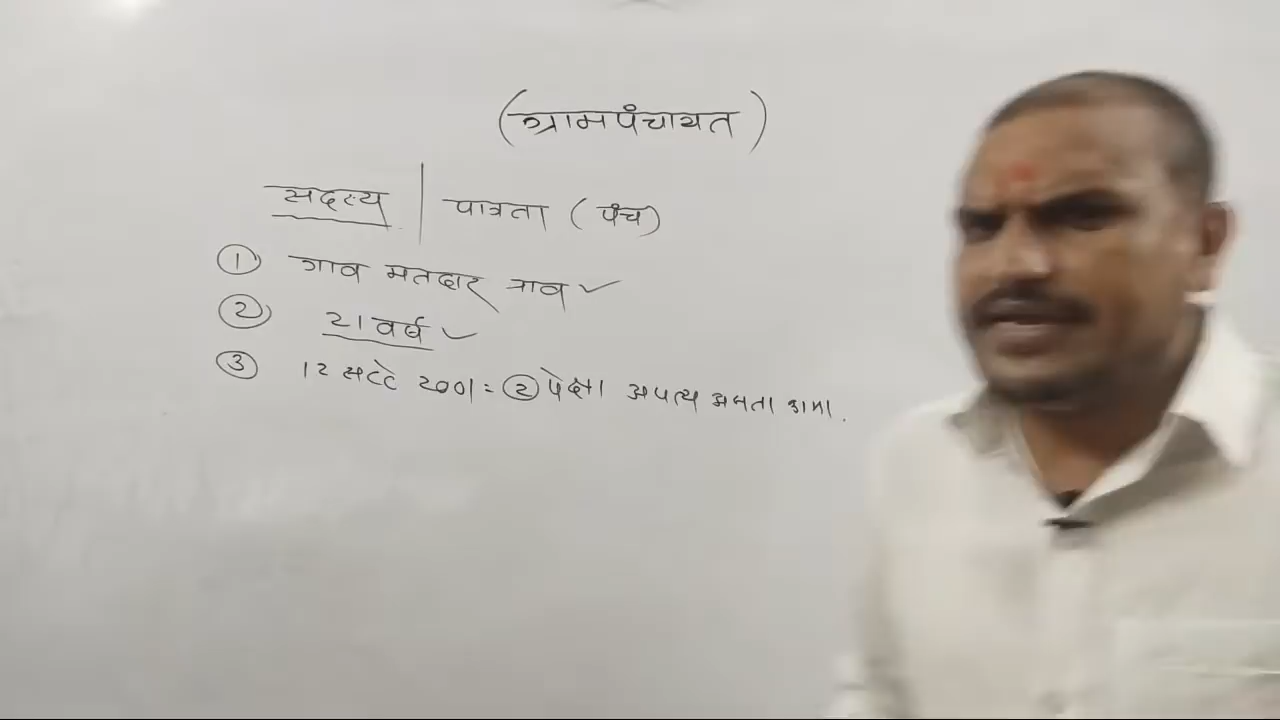 (ग्रामपंचायत)
सदस्य | पात्रता (पंच)
① गाव मतदार नाव ✓
② 21 वर्ष ✓
③ 12 सप्टे 2001 = ② पेक्षा अपत्य असता कामा.